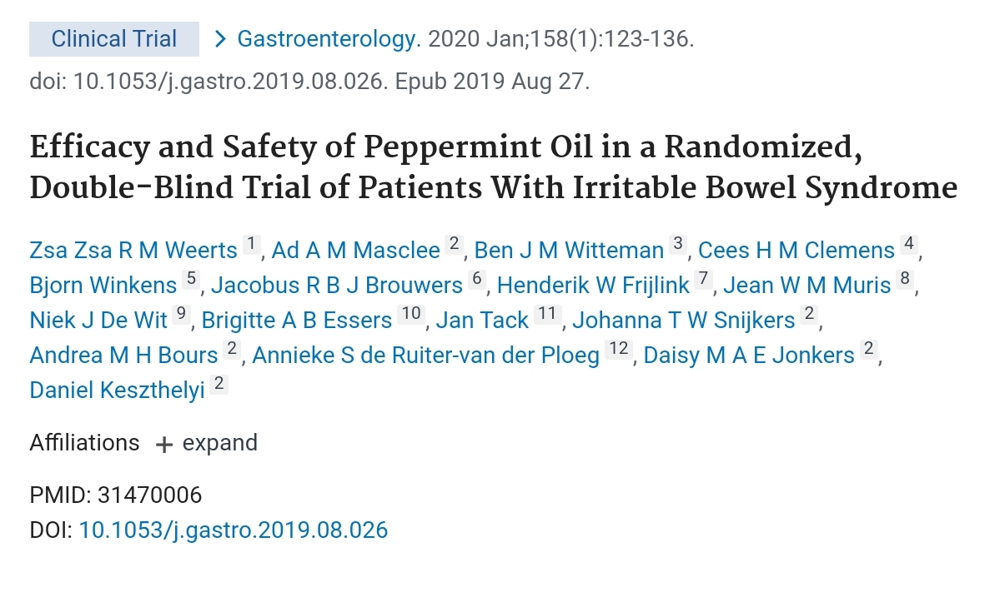 Clinical Trial > Gastroenterology. 2020 Jan;158(1):123-136.
doi: 10.1053/j.gastro.2019.08.026. Epub 2019 Aug 27.
Efficacy and Safety of Peppermint Oil in a Randomized,
Double-Blind Trial of Patients With Irritable Bowel Syndrome
Zsa Zsa R M Weerts 1, Ad A M Masclee 2, Ben J M Witteman 3, Cees H M Clemens 4,
Bjorn Winkens 5, Jacobus R B J Brouwers 6, Henderik W Frijlink 7, Jean W M Muris 8,
Niek J De Wit 9, Brigitte A B Essers 10, Jan Tack 11, Johanna T W Snijkers 2,
Andrea M H Bours 2, Annieke S de Ruiter-van der Ploeg 12, Daisy M A E Jonkers 2,
Daniel Keszthelyi 2
Affiliations + expand
PMID: 31470006
DOI: 10.1053/j.gastro.2019.08.026